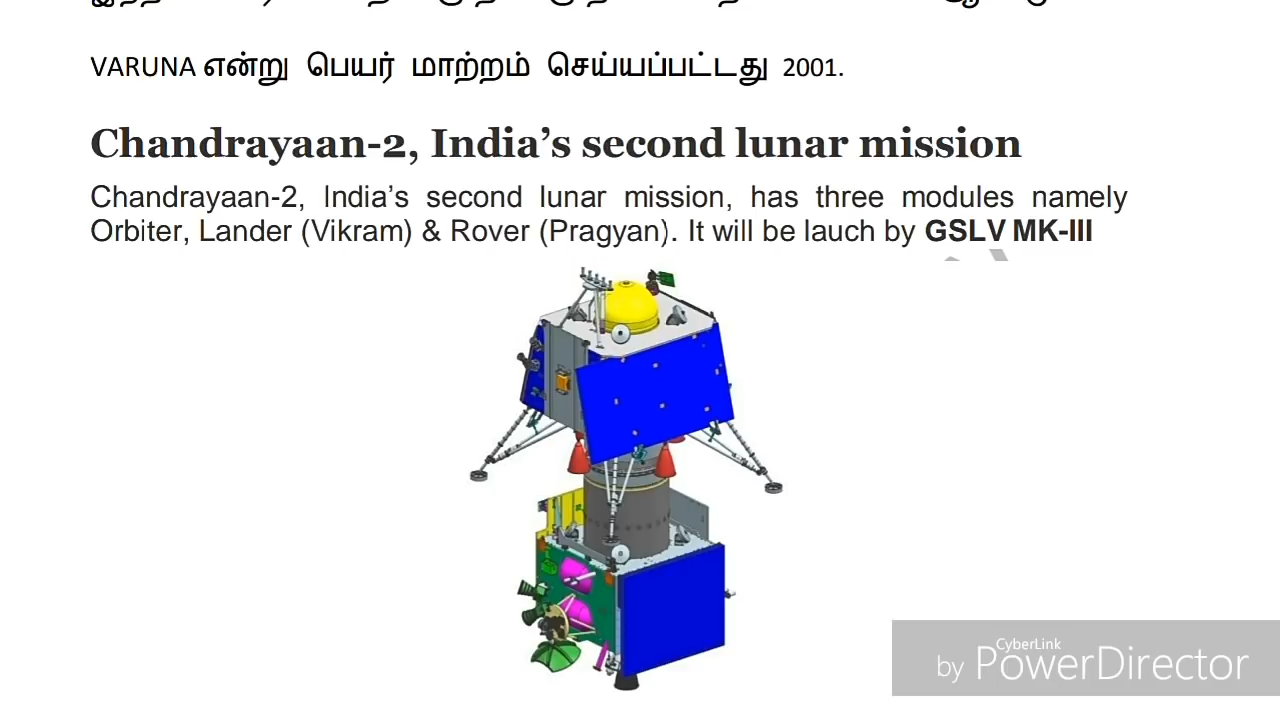 VARUNA என்று பெயர் மாற்றம் செய்யப்பட்டது 2001.
Chandrayaan-2, India’s second lunar mission
Chandrayaan-2, India’s second lunar mission, has three modules namely
Orbiter, Lander (Vikram) & Rover (Pragyan). It will be lauch by GSLV MK-III
CyberLink
by PowerDirector